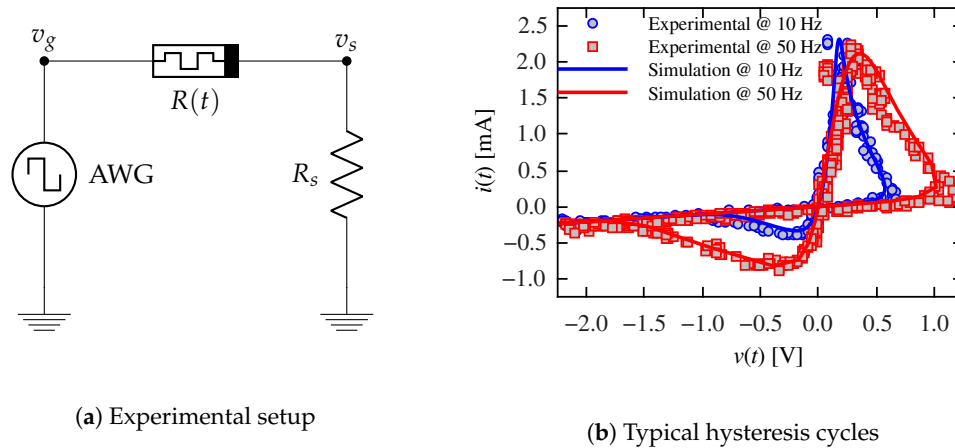 v_g
v_s
R(t)
AWG
R_s
(a) Experimental setup
Experimental @ 10 Hz
Experimental @ 50 Hz
Simulation @ 10 Hz
Simulation @ 50 Hz
i(t) [mA]
2.5
2.0
1.5
1.0
0.5
0.0
−0.5
−1.0
−2.0 −1.5 −1.0 −0.5 0.0 0.5 1.0
v(t) [V]
(b) Typical hysteresis cycles